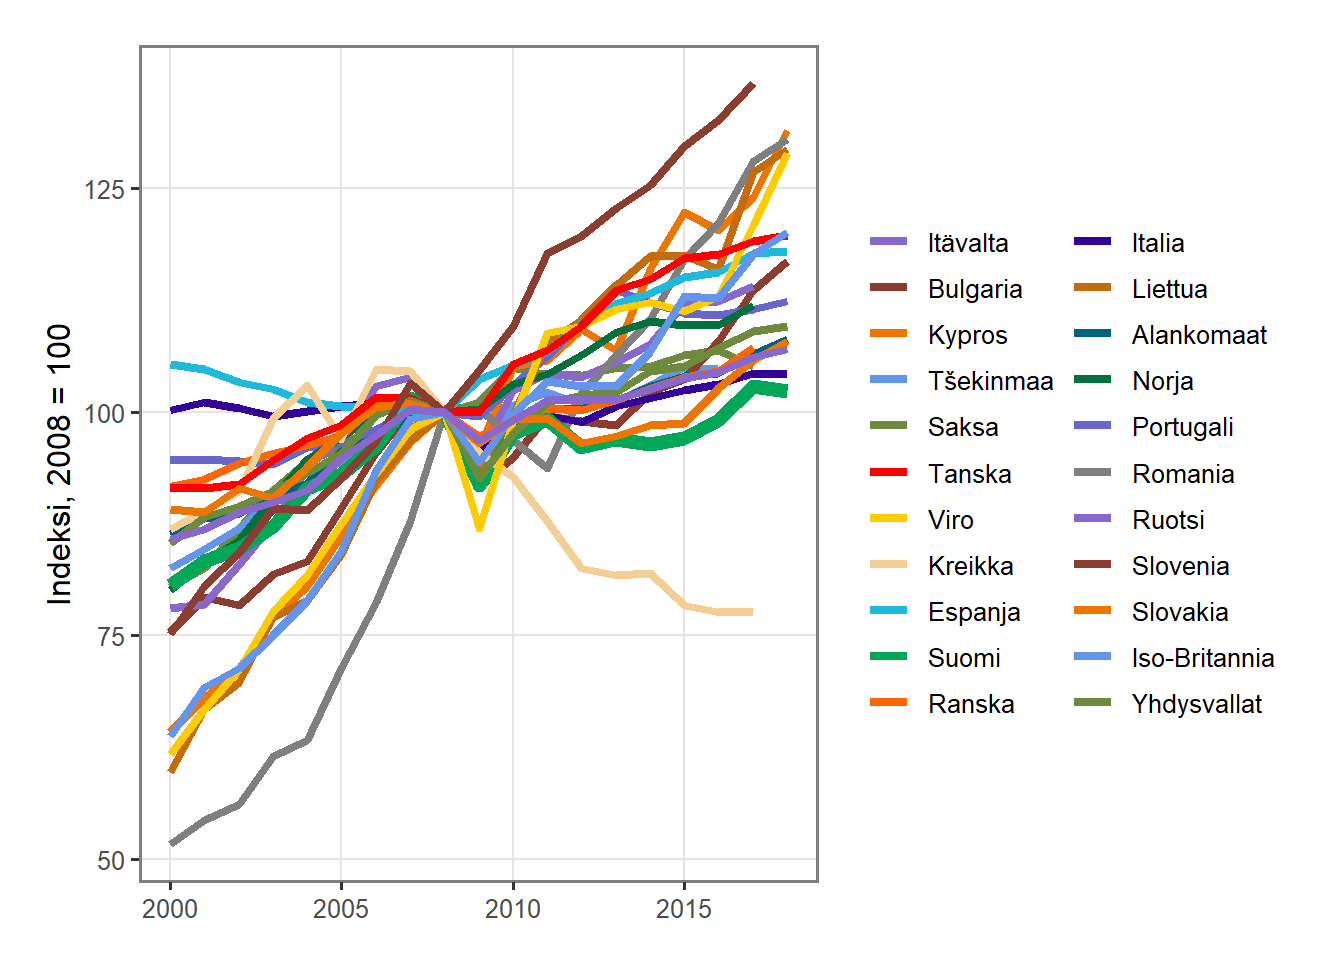 Indeksi, 2008 = 100
125
100
75
50
2000 2005 2010 2015
Itävalta
Bulgaria
Kypros
Tšekinmaa
Saksa
Tanska
Viro
Kreikka
Espanja
Suomi
Ranska
Italia
Liettua
Alankomaat
Norja
Portugali
Romania
Ruotsi
Slovenia
Slovakia
Iso-Britannia
Yhdysvallat